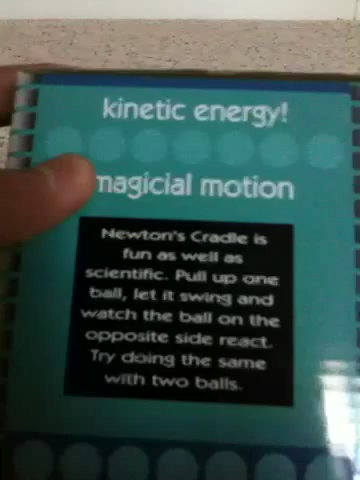 kinetic energy!
magicial motion
Newton's Cradle is
fun as well as
scientific. Pull up one
ball, let it swing and
watch the ball on the
opposite side react.
Try doing the same
with two balls.